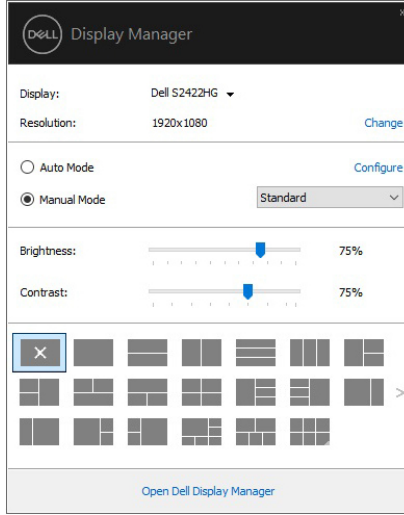 DELL Display Manager
Display: Dell S2422HG
Resolution: 1920x1080 Change
Auto Mode Configure
Manual Mode Standard
Brightness: 75%
Contrast: 75%
Open Dell Display Manager